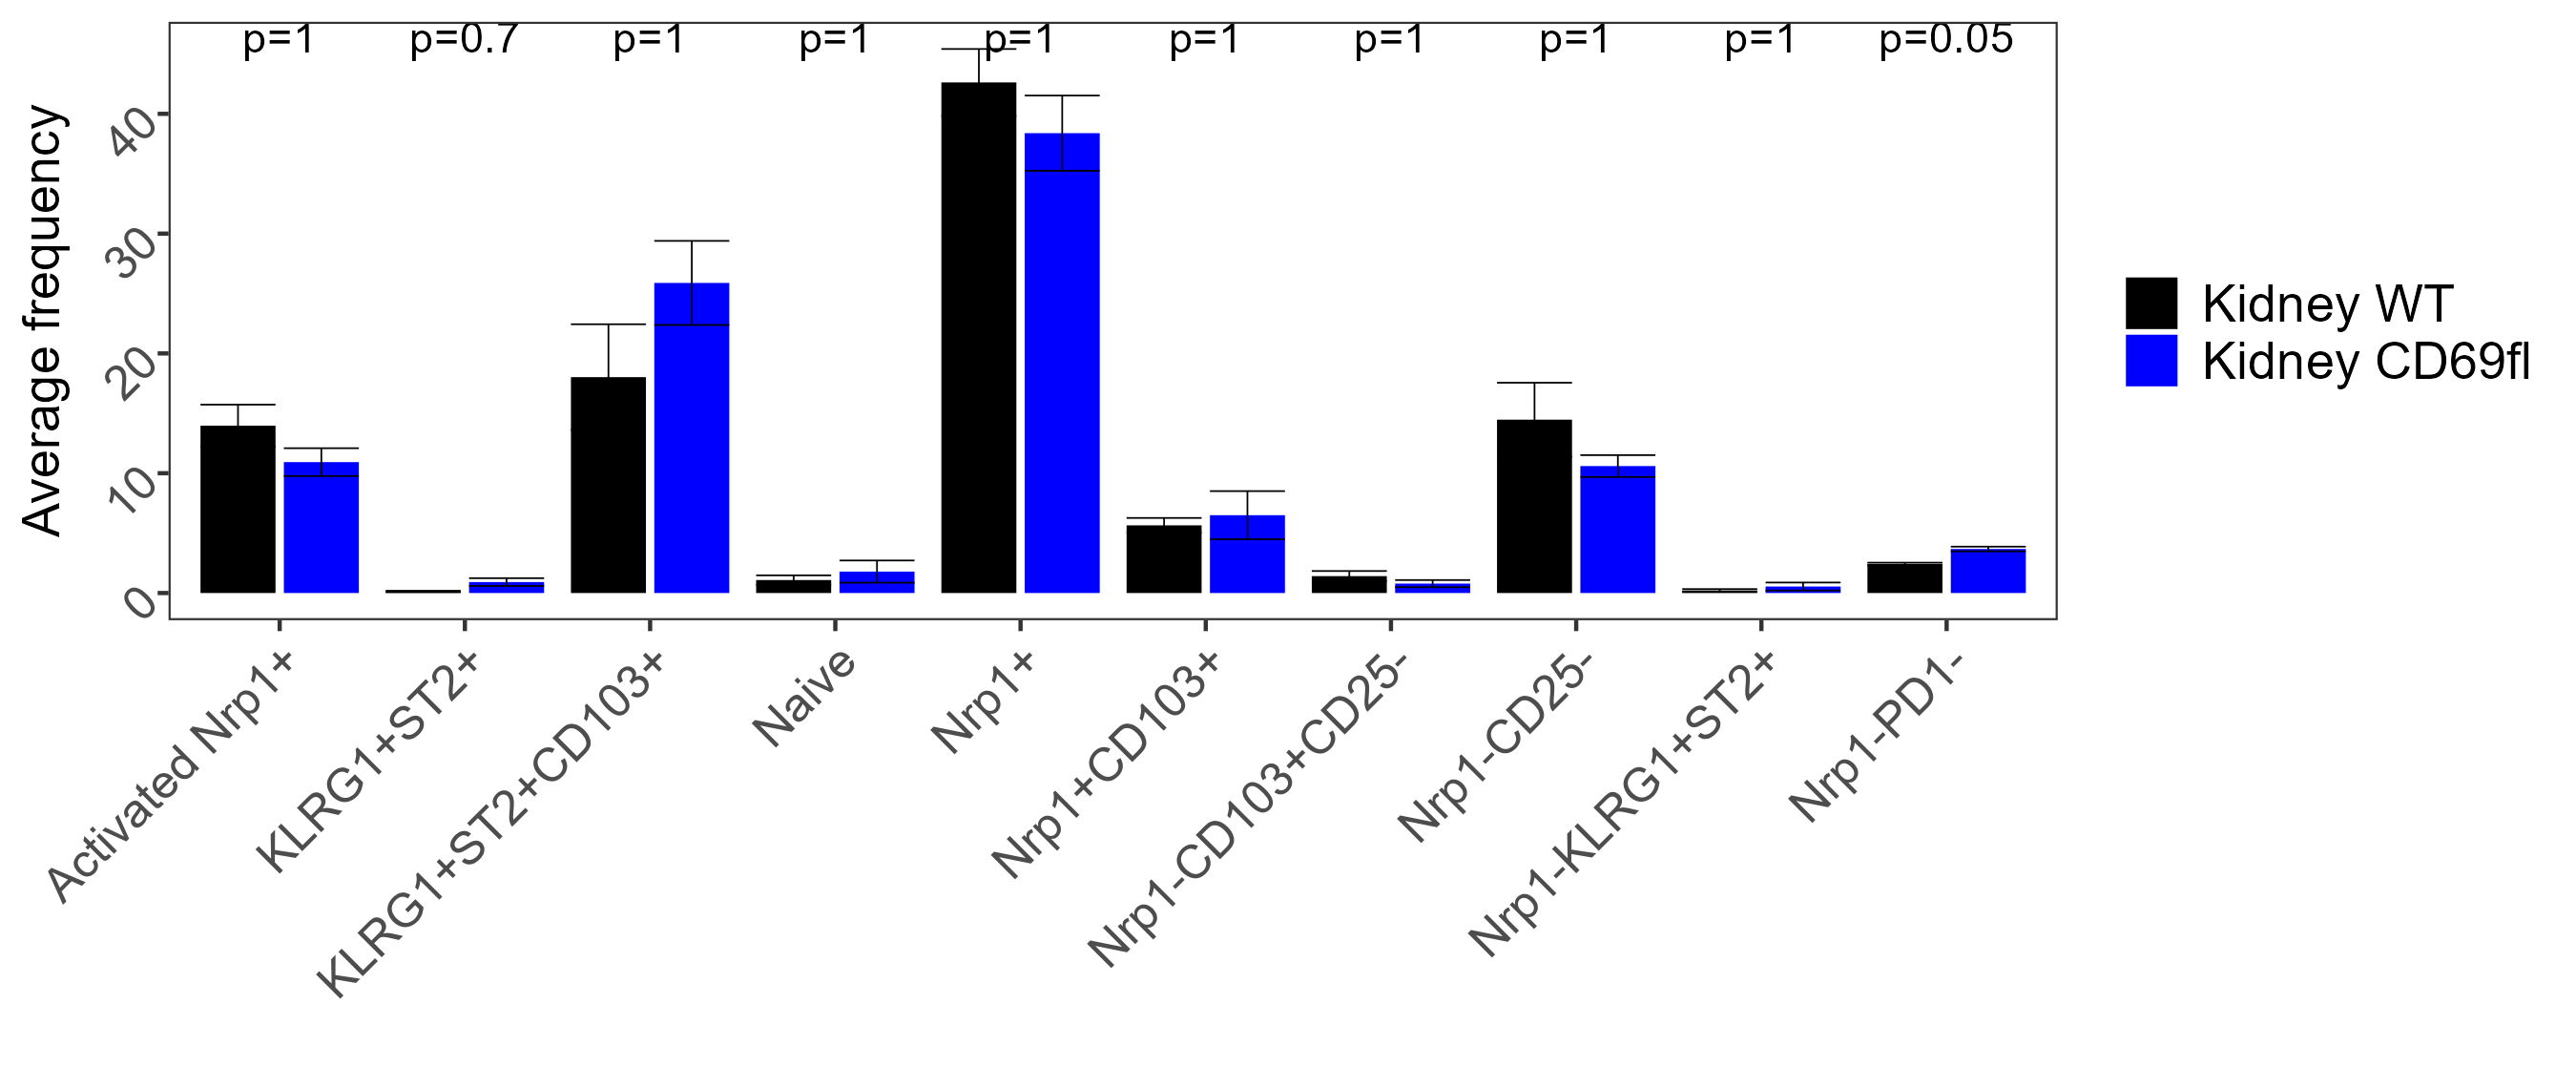 p=1 p=0.7 p=1 p=1 p=1 p=1 p=1 p=1 p=1 p=0.05
Average frequency
40
30
20
10
0
Kidney WT
Kidney CD69fl
Activated Nrp1+
KLRG1+ST2+
KLRG1+ST2+CD103+
Naive
Nrp1+
Nrp1+CD103+
Nrp1-CD103+CD25-
Nrp1-CD25-
Nrp1-KLRG1+ST2+
Nrp1-PD1-